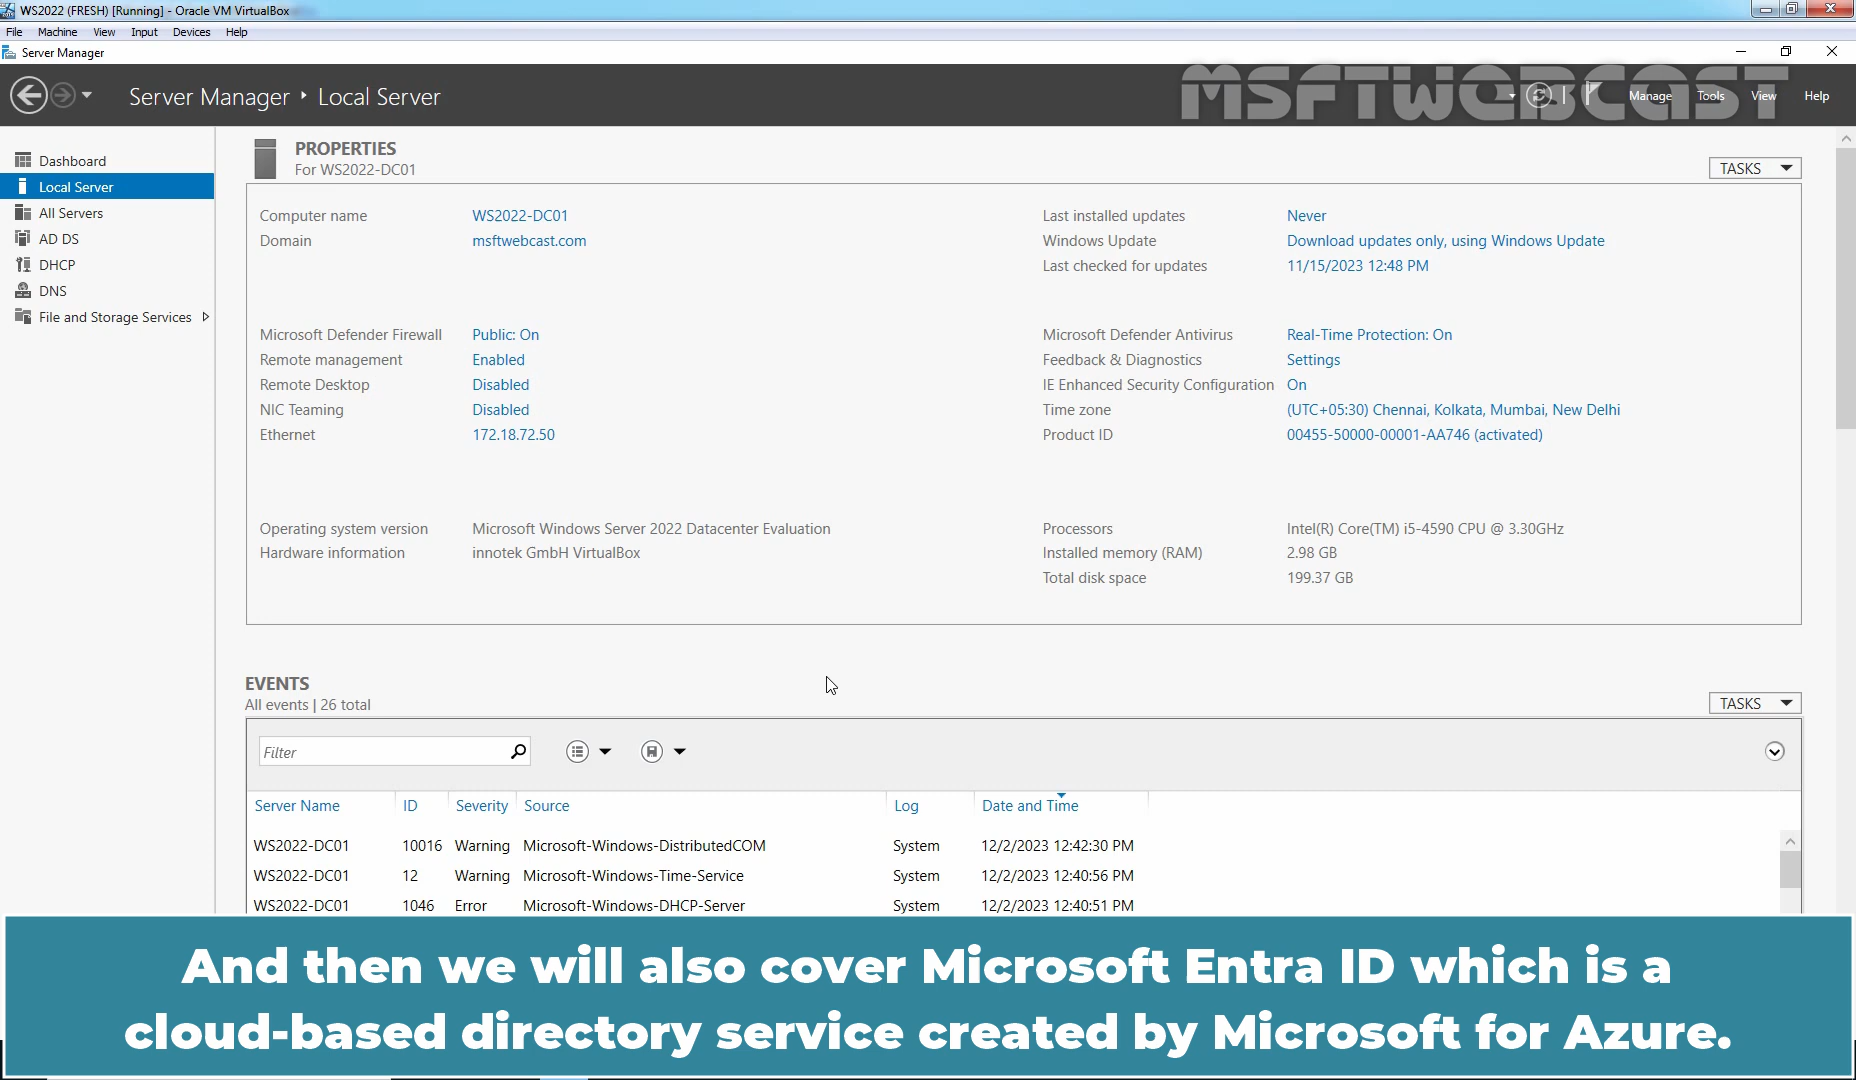 WS2022 (FRESH) [Running] - Oracle VM VirtualBox
File Machine View Input Devices Help
Server Manager
Server Manager ‣ Local Server
MSFTWEBCAST
Manage Tools View Help
Dashboard
Local Server
All Servers
AD DS
DHCP
DNS
File and Storage Services
PROPERTIES
For WS2022-DC01
TASKS
Computer name WS2022-DC01 Last installed updates Never
Domain msftwebcast.com Windows Update Download updates only, using Windows Update
Last checked for updates 11/15/2023 12:48 PM
Microsoft Defender Firewall Public: On Microsoft Defender Antivirus Real-Time Protection: On
Remote management Enabled Feedback & Diagnostics Settings
Remote Desktop Disabled IE Enhanced Security Configuration On
NIC Teaming Disabled Time zone (UTC+05:30) Chennai, Kolkata, Mumbai, New Delhi
Ethernet 172.18.72.50 Product ID 00455-50000-00001-AA746 (activated)
Operating system version Microsoft Windows Server 2022 Datacenter Evaluation Processors Intel(R) Core(TM) i5-4590 CPU @ 3.30GHz
Hardware information innotek GmbH VirtualBox Installed memory (RAM) 2.98 GB
Total disk space 199.37 GB
EVENTS
All events | 26 total
TASKS
Filter
Server Name ID Severity Source Log Date and Time
WS2022-DC01 10016 Warning Microsoft-Windows-DistributedCOM System 12/2/2023 12:42:30 PM
WS2022-DC01 12 Warning Microsoft-Windows-Time-Service System 12/2/2023 12:40:56 PM
WS2022-DC01 1046 Error Microsoft-Windows-DHCP-Server System 12/2/2023 12:40:51 PM
And then we will also cover Microsoft Entra ID which is a
cloud-based directory service created by Microsoft for Azure.